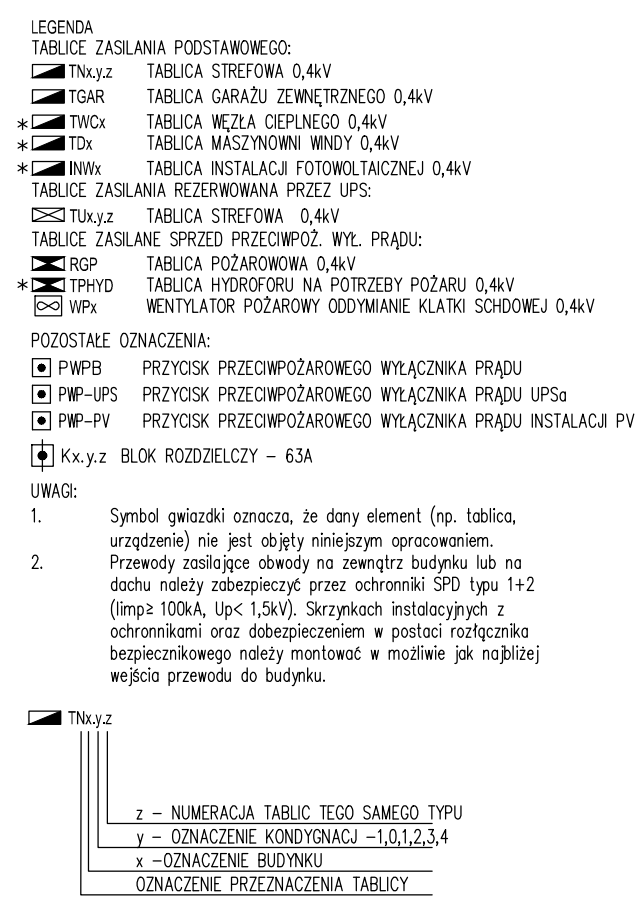 LEGENDA
TABLICE ZASILANIA PODSTAWOWEGO:
TNx.y.z TABLICA STREFOWA 0,4kV
TGAR TABLICA GARAŻU ZEWNĘTRZNEGO 0,4kV
* TWCx TABLICA WĘZŁA CIEPLNEGO 0,4kV
* TDx TABLICA MASZYNOWNI WINDY 0,4kV
* INWx TABLICA INSTALACJI FOTOWOLTAICZNEJ 0,4kV
TABLICE ZASILANIA REZERWOWANA PRZEZ UPS:
TUx.y.z TABLICA STREFOWA 0,4kV
TABLICE ZASILANE SPRZED PRZECIWPOŻ. WYŁ. PRĄDU:
RGP TABLICA POŻAROWOWA 0,4kV
* TPHYD TABLICA HYDROFORU NA POTRZEBY POŻARU 0,4kV
WPx WENTYLATOR POŻAROWY ODDYMIANIE KLATKI SCHDOWEJ 0,4kV
POZOSTAŁE OZNACZENIA:
PWPB PRZYCISK PRZECIWPOŻAROWEGO WYŁĄCZNIKA PRĄDU
PWP-UPS PRZYCISK PRZECIWPOŻAROWEGO WYŁĄCZNIKA PRĄDU UPSa
PWP-PV PRZYCISK PRZECIWPOŻAROWEGO WYŁĄCZNIKA PRĄDU INSTALACJI PV
Kx.y.z BLOK ROZDZIELCZY – 63A
UWAGI:
1. Symbol gwiazdki oznacza, że dany element (np. tablica,
urządzenie) nie jest objęty niniejszym opracowaniem.
2. Przewody zasilające obwody na zewnątrz budynku lub na
dachu należy zabezpieczyć przez ochronniki SPD typu 1+2
(Iimp≥ 100kA, Up< 1,5kV). Skrzynkach instalacyjnych z
ochronnikami oraz dobezpieczeniem w postaci rozłącznika
bezpiecznikowego należy montować w możliwie jak najbliżej
wejścia przewodu do budynku.
TNx.y.z
z – NUMERACJA TABLIC TEGO SAMEGO TYPU
y – OZNACZENIE KONDYGNACJ –1,0,1,2,3,4
x –OZNACZENIE BUDYNKU
OZNACZENIE PRZEZNACZENIA TABLICY